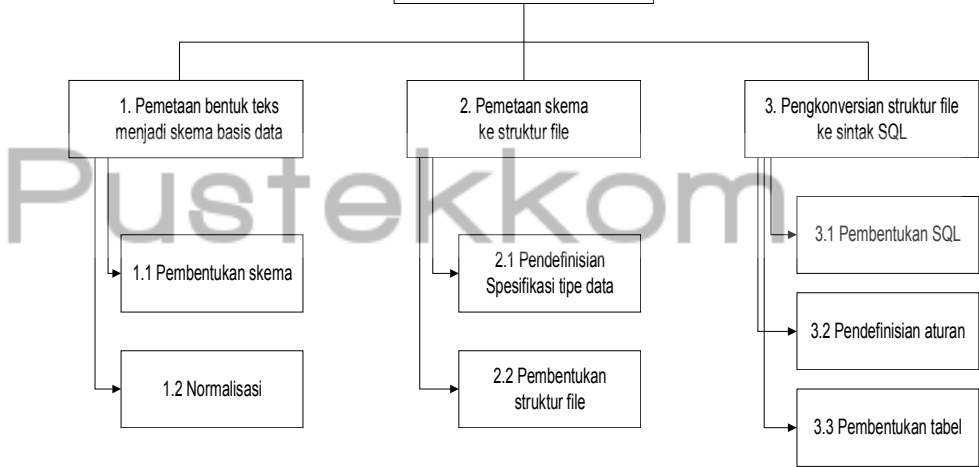 1. Pemetaan bentuk teks
menjadi skema basis data
2. Pemetaan skema
ke struktur file
3. Pengkonversian struktur file
ke sintak SQL
Pustekkom
1.1 Pembentukan skema
2.1 Pendefinisian
Spesifikasi tipe data
3.1 Pembentukan SQL
3.2 Pendefinisian aturan
1.2 Normalisasi
2.2 Pembentukan
struktur file
3.3 Pembentukan tabel